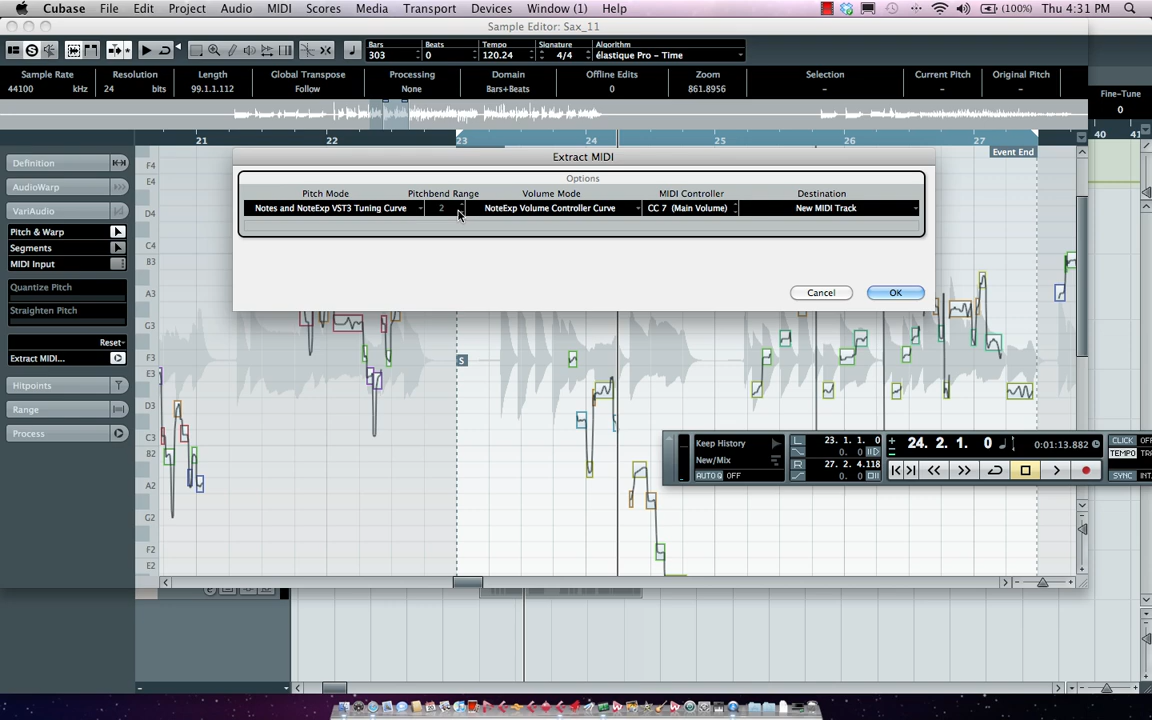 Cubase File Edit Project Audio MIDI Scores Media Transport Devices Window (1) Help (100%) Thu 4:31 PM
Sample Editor: Sax_11
Bars Beats Tempo Signature Algorithm
303 0 120.24 4/4 élastique Pro - Time
Sample Rate Resolution Length Global Transpose Processing Domain Offline Edits Zoom Selection Current Pitch Original Pitch
44100 kHz 24 bits 99.1.1.112 Follow None Bars+Beats 0 861.8956 - - -
Fine-Tune
0
21 22 23 24 25 26 27
40 41
Event End
Definition
AudioWarp
VariAudio
Pitch & Warp
Segments
MIDI Input
Quantize Pitch
Straighten Pitch
Reset
Extract MIDI...
Hitpoints
Range
Process
F4
E4
D4
C4
B3
A3
G3
F3
E3
D3
C3
B2
A2
G2
F2
E2
Extract MIDI
Options
Pitch Mode Pitchbend Range Volume Mode MIDI Controller Destination
Notes and NoteExp VST3 Tuning Curve 2 NoteExp Volume Controller Curve CC 7 (Main Volume) New MIDI Track
Cancel OK
S
Keep History
New/Mix
AUTO Q OFF
L 23. 1. 1. 0
0. 0
R 27. 2. 4.118
0. 0
24. 2. 1. 0 0:01:13.882
CLICK OFF
TEMPO TRA
SYNC INT.